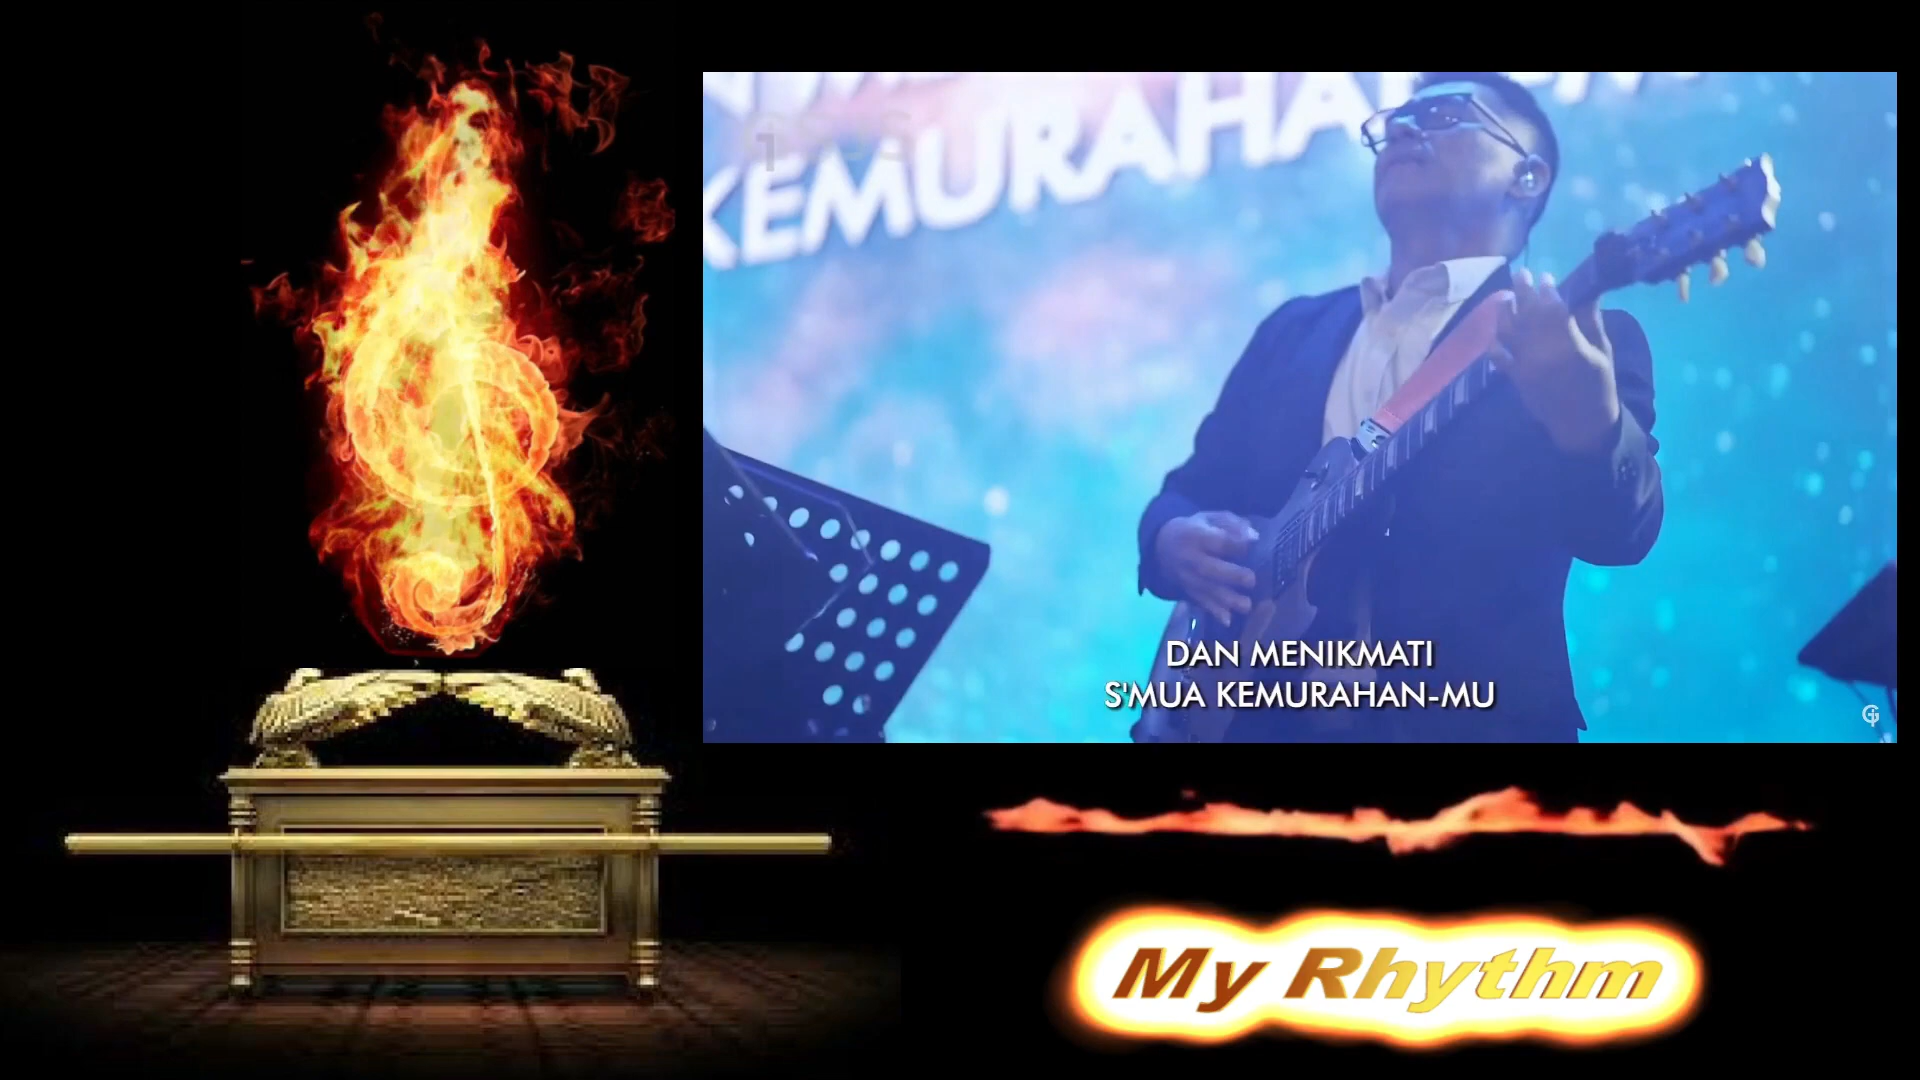 KEMURAHAN
DAN MENIKMATI
S'MUA KEMURAHAN-MU
My Rhythm